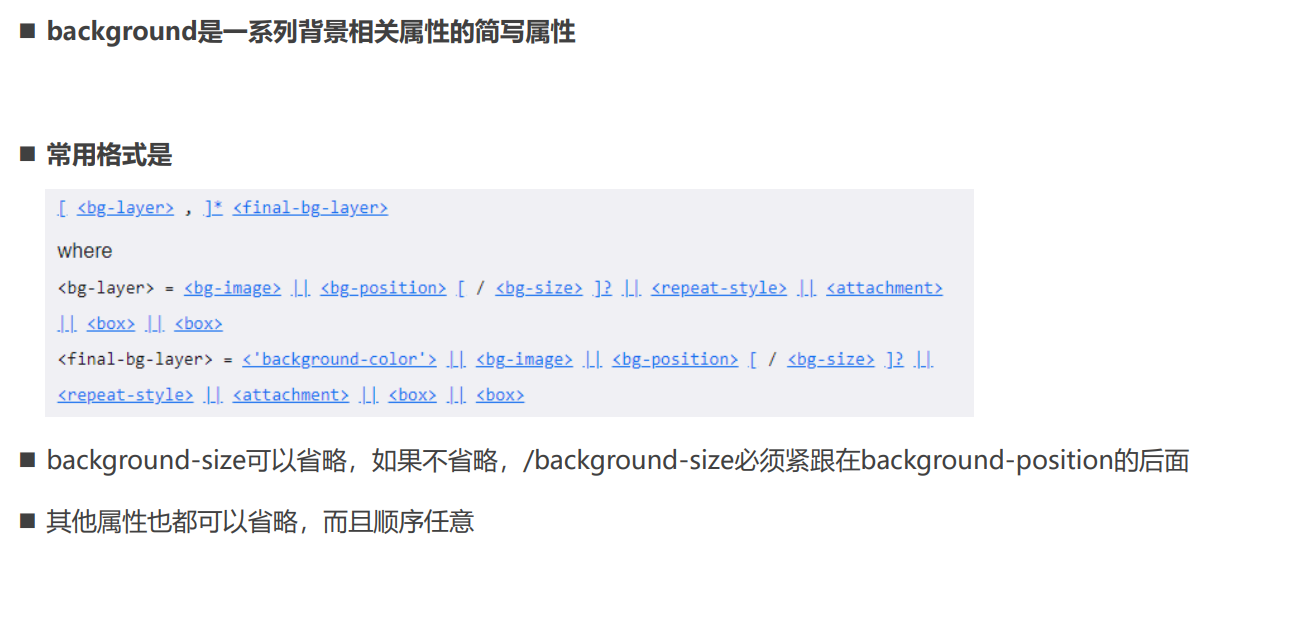 ■ background是一系列背景相关属性的简写属性
■ 常用格式是
[ <bg-layer> , ]* <final-bg-layer>
where
<bg-layer> = <bg-image> || <bg-position> [ / <bg-size> ]? || <repeat-style> || <attachment>
|| <box> || <box>
<final-bg-layer> = <'background-color'> || <bg-image> || <bg-position> [ / <bg-size> ]? ||
<repeat-style> || <attachment> || <box> || <box>
■ background-size可以省略，如果不省略，/background-size必须紧跟在background-position的后面
■ 其他属性也都可以省略，而且顺序任意